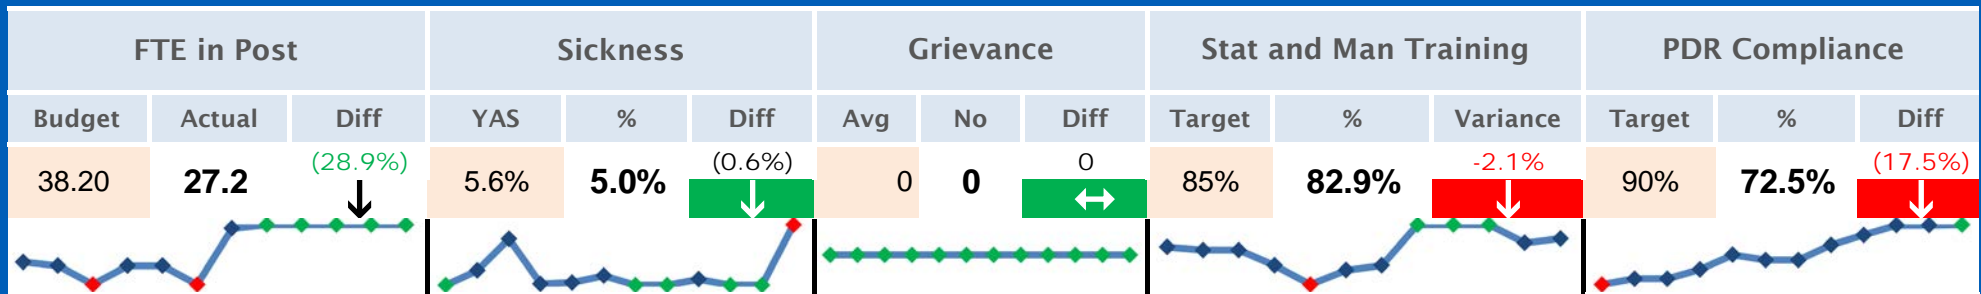 FTE in Post Sickness Grievance Stat and Man Training PDR Compliance
Budget Actual Diff YAS % Diff Avg No Diff Target % Variance Target % Diff
38.20 27.2 (28.9%) 5.6% 5.0% (0.6%) 0 0 0 85% 82.9% -2.1% 90% 72.5% (17.5%)